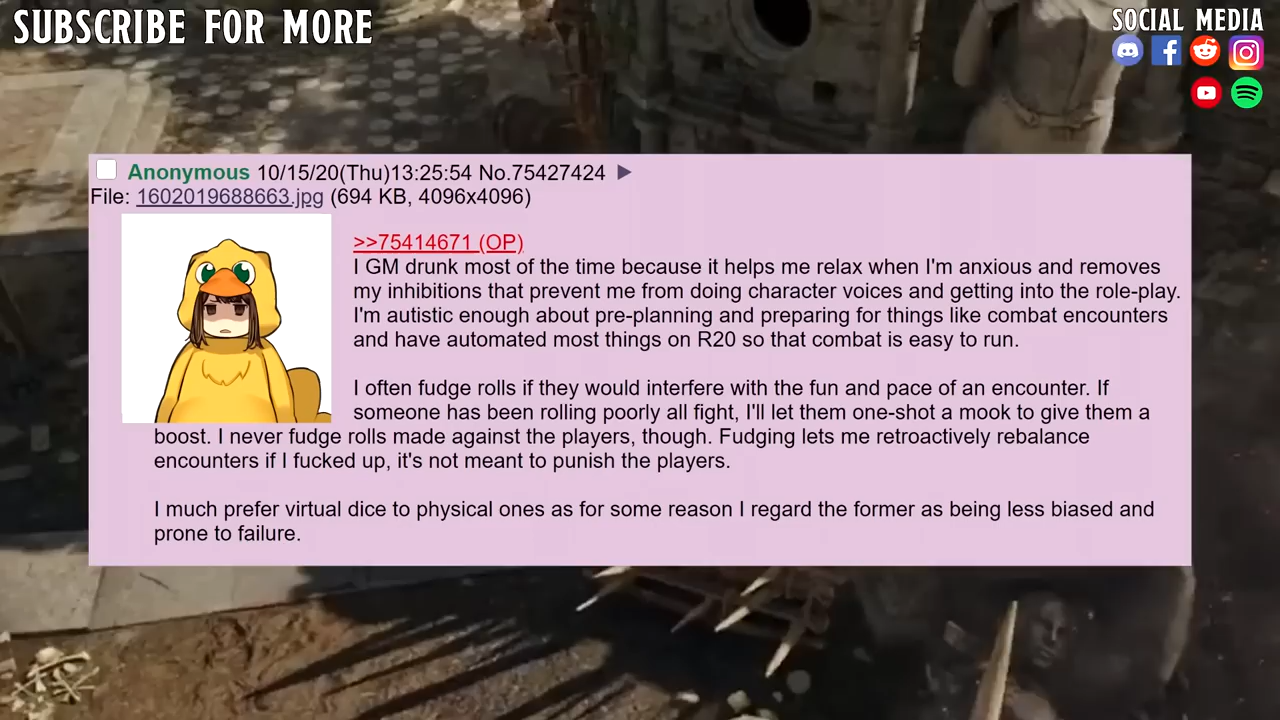 SUBSCRIBE FOR MORE
SOCIAL MEDIA
Anonymous 10/15/20(Thu)13:25:54 No.75427424 ▶
File: 1602019688663.jpg (694 KB, 4096x4096)
>>75414671 (OP)
I GM drunk most of the time because it helps me relax when I'm anxious and removes
my inhibitions that prevent me from doing character voices and getting into the role-play.
I'm autistic enough about pre-planning and preparing for things like combat encounters
and have automated most things on R20 so that combat is easy to run.
I often fudge rolls if they would interfere with the fun and pace of an encounter. If
someone has been rolling poorly all fight, I'll let them one-shot a mook to give them a
boost. I never fudge rolls made against the players, though. Fudging lets me retroactively rebalance
encounters if I fucked up, it's not meant to punish the players.
I much prefer virtual dice to physical ones as for some reason I regard the former as being less biased and
prone to failure.